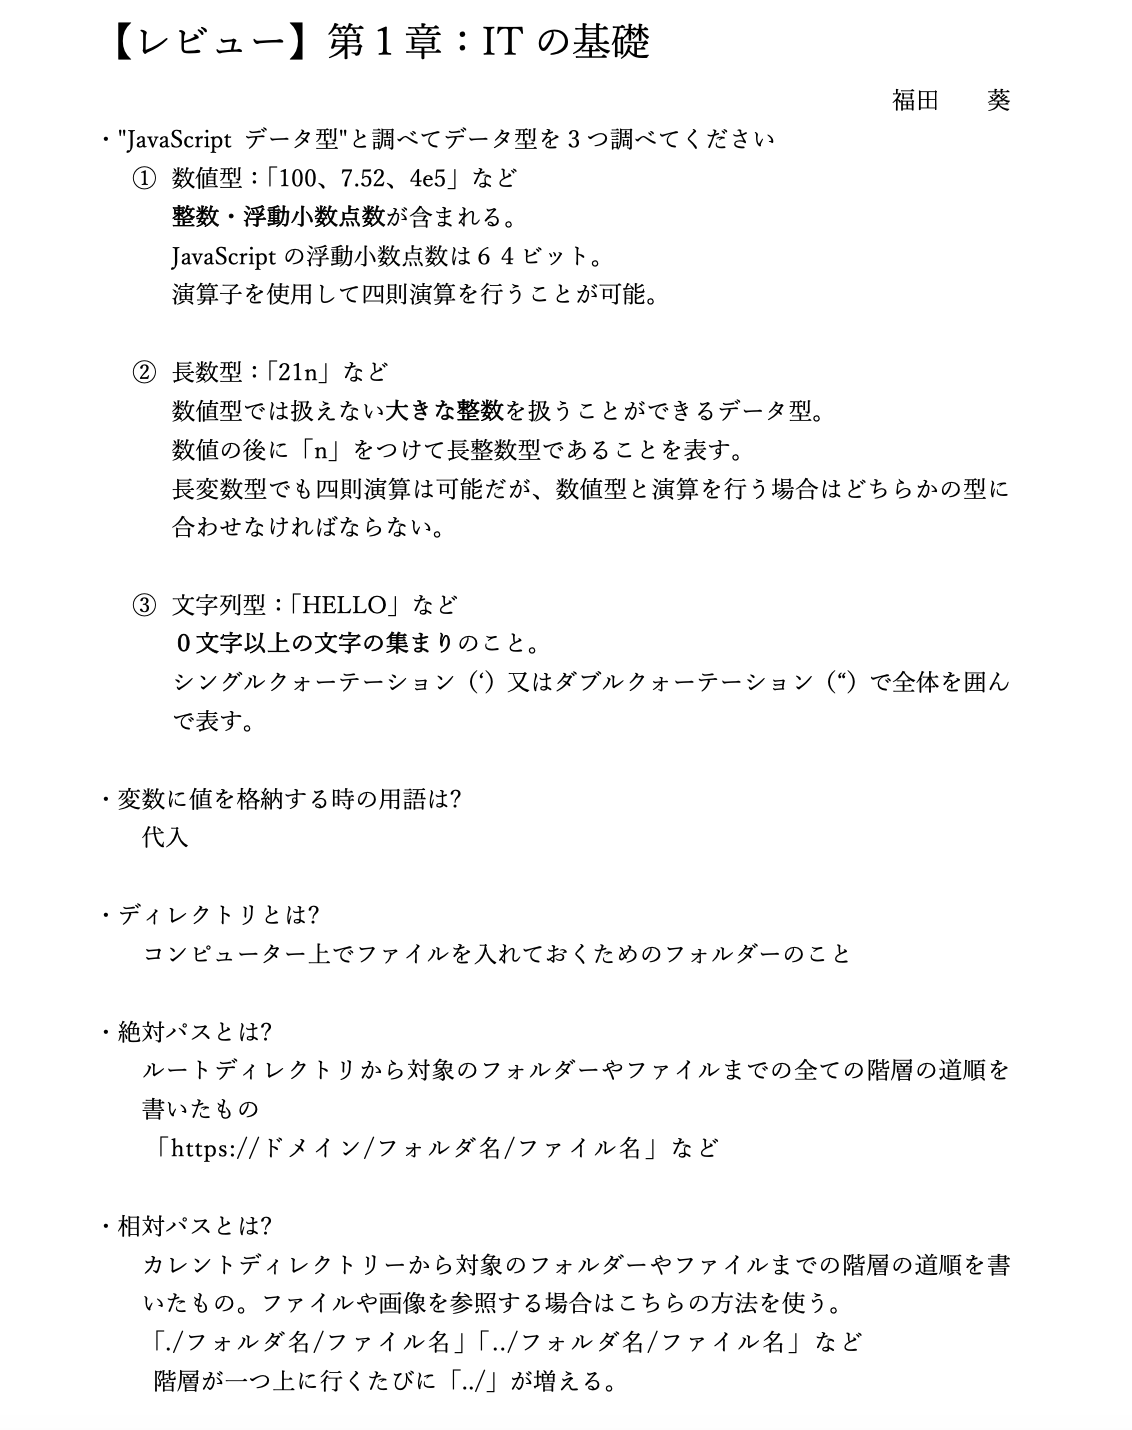 【レビュー】第１章：IT の基礎
福田　　葵
・"JavaScript データ型"と調べてデータ型を３つ調べてください
① 数値型：「100、7.52、4e5」など
整数・浮動小数点数が含まれる。
JavaScript の浮動小数点数は６４ビット。
演算子を使用して四則演算を行うことが可能。
② 長数型：「21n」など
数値型では扱えない大きな整数を扱うことができるデータ型。
数値の後に「n」をつけて長整数型であることを表す。
長変数型でも四則演算は可能だが、数値型と演算を行う場合はどちらかの型に
合わせなければならない。
③ 文字列型：「HELLO」など
０文字以上の文字の集まりのこと。
シングルクォーテーション（‘）又はダブルクォーテーション（“）で全体を囲ん
で表す。
・変数に値を格納する時の用語は?
代入
・ディレクトリとは?
コンピューター上でファイルを入れておくためのフォルダーのこと
・絶対パスとは?
ルートディレクトリから対象のフォルダーやファイルまでの全ての階層の道順を
書いたもの
「https://ドメイン/フォルダ名/ファイル名」など
・相対パスとは?
カレントディレクトリーから対象のフォルダーやファイルまでの階層の道順を書
いたもの。ファイルや画像を参照する場合はこちらの方法を使う。
「./フォルダ名/ファイル名」「../フォルダ名/ファイル名」など
階層が一つ上に行くたびに「../」が増える。